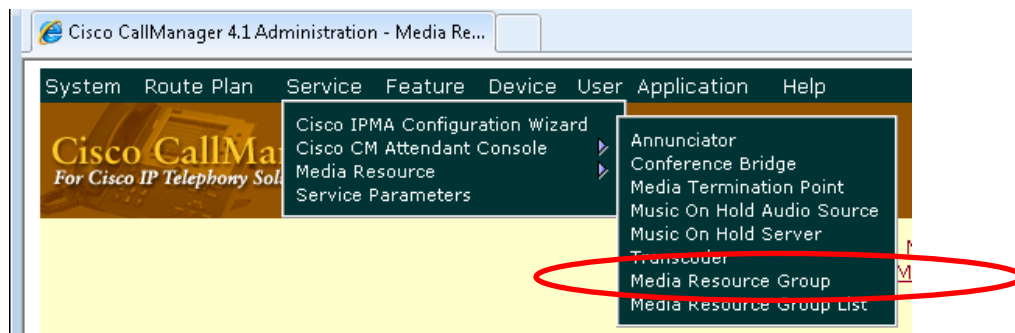 Cisco CallManager 4.1 Administration - Media Re...
System Route Plan Service Feature Device User Application Help
Cisco CallMa
For Cisco IP Telephony Sol
Cisco IPMA Configuration Wizard
Cisco CM Attendant Console
Media Resource
Service Parameters
Annunciator
Conference Bridge
Media Termination Point
Music On Hold Audio Source
Music On Hold Server
Transcoder
Media Resource Group
Media Resource Group List